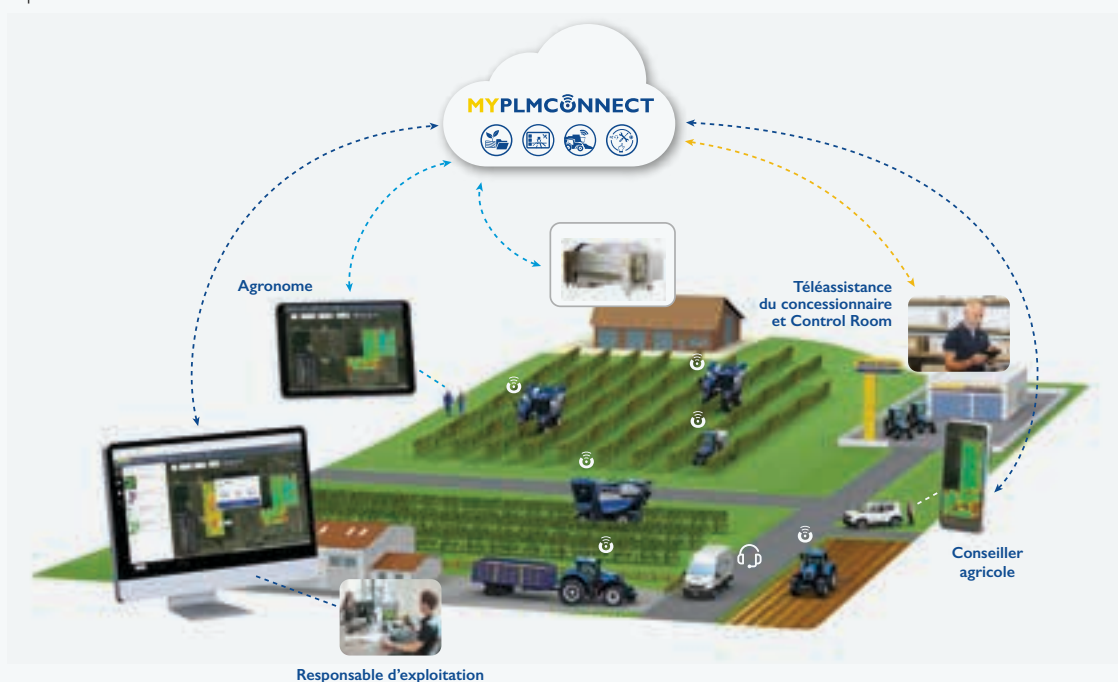 MYPLMCONNECT
Agronome
Téléassistance
du concessionnaire
et Control Room
Conseiller
agricole
Responsable d'exploitation